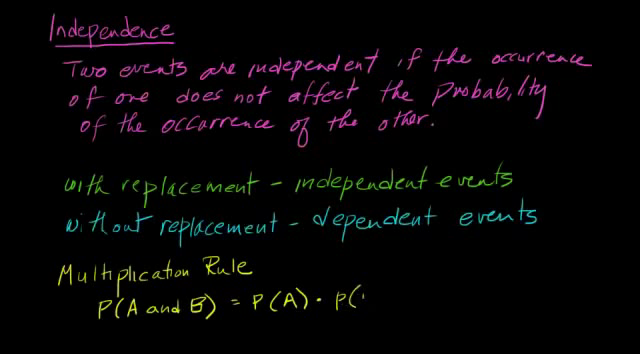 Independence
Two events are independent if the occurrence
of one does not affect the probability
of the occurrence of the other.
with replacement - independent events
without replacement - dependent events
Multiplication Rule
P(A and B) = P(A) · P(